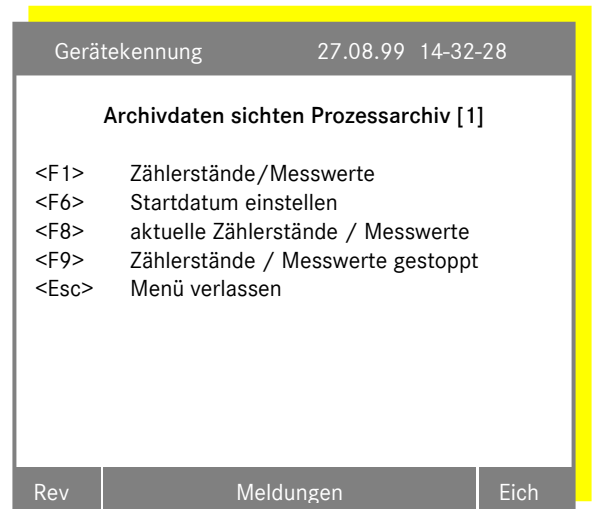 Gerätekennung 27.08.99 14-32-28
Archivdaten sichten Prozessarchiv [1]
<F1> Zählerstände/Messwerte
<F6> Startdatum einstellen
<F8> aktuelle Zählerstände / Messwerte
<F9> Zählerstände / Messwerte gestoppt
<Esc> Menü verlassen
Rev Meldungen Eich